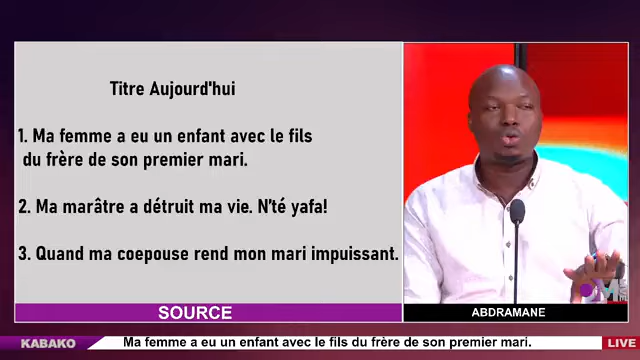 Titre Aujourd'hui
1. Ma femme a eu un enfant avec le fils
du frère de son premier mari.
2. Ma marâtre a détruit ma vie. N'té yafa!
3. Quand ma coepouse rend mon mari impuissant.
SOURCE
ABDRAMANE
KABAKO
Ma femme a eu un enfant avec le fils du frère de son premier mari.
LIVE